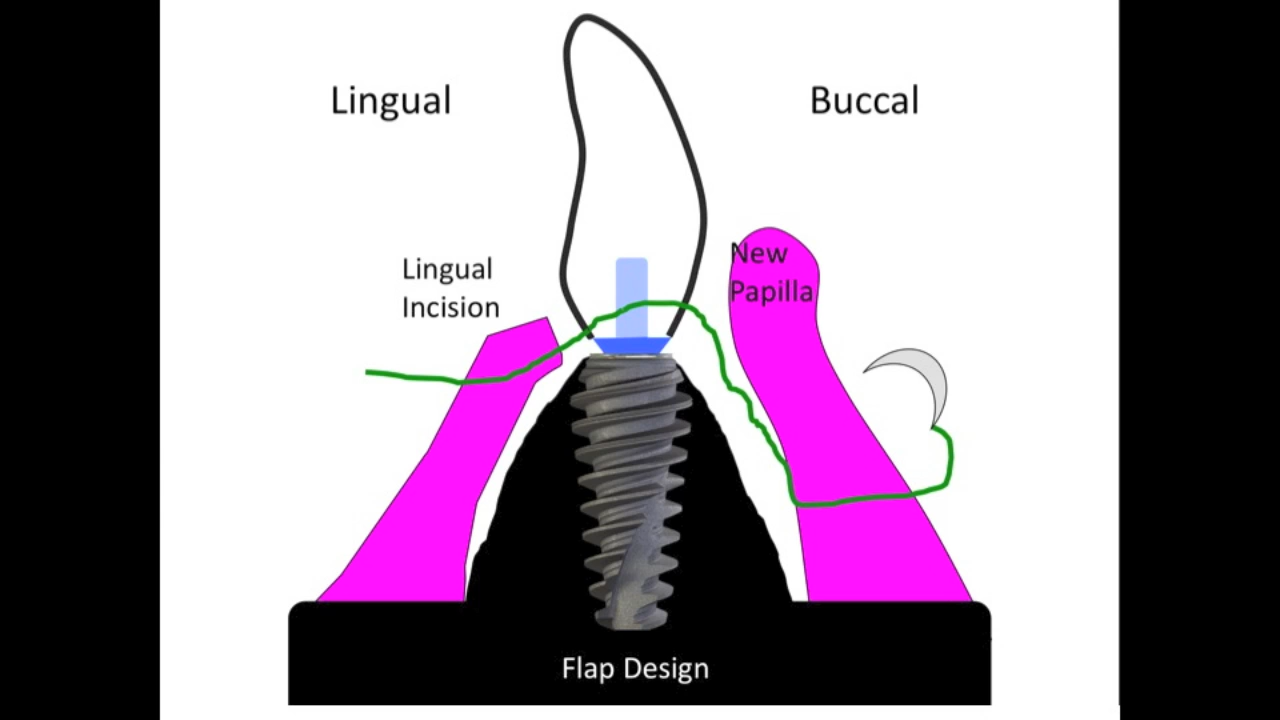 Lingual
Buccal
Lingual
Incision
New
Papilla
Flap Design